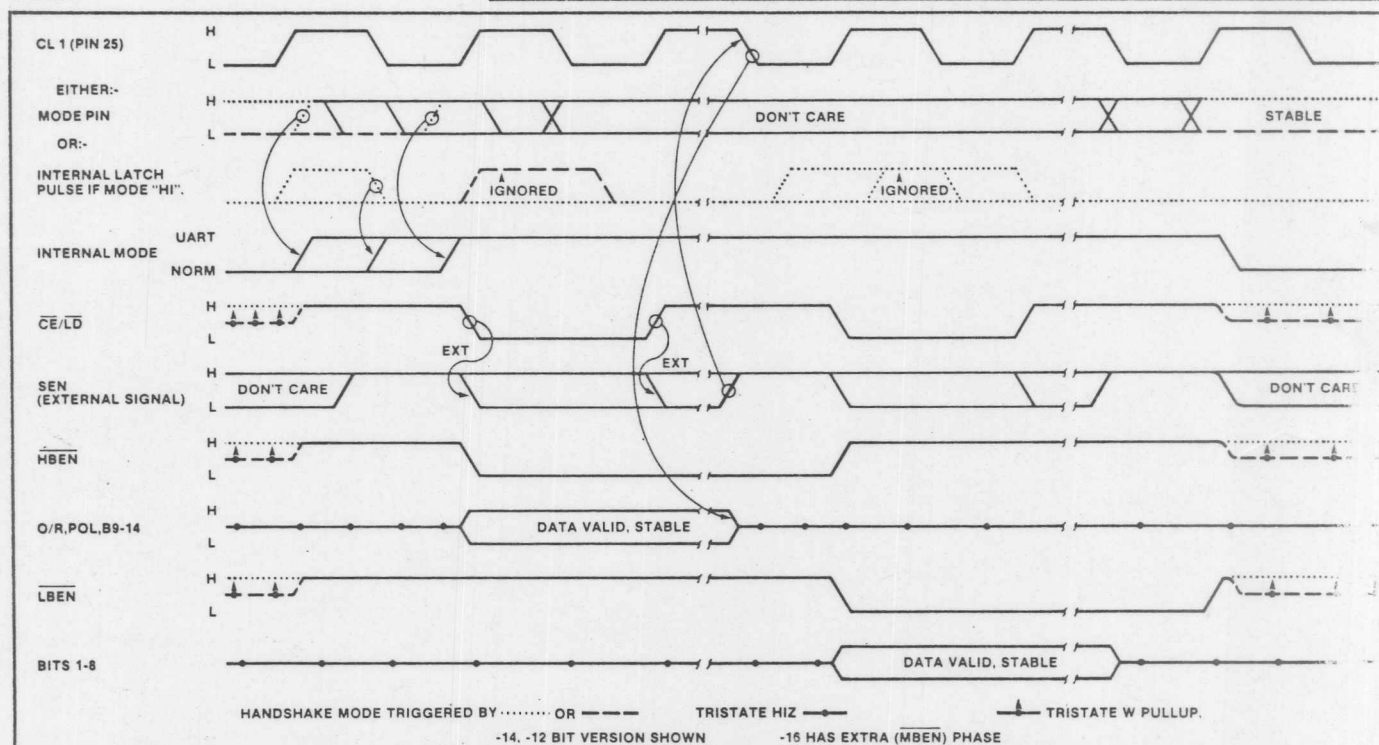 H
CL 1 (PIN 25)
L
EITHER:-
H
MODE PIN
L
DON'T CARE
STABLE
OR:-
INTERNAL LATCH
PULSE IF MODE "HI".
IGNORED
IGNORED
UART
INTERNAL MODE
NORM
H
CE/LD
L
EXT
EXT
H
SEN
(EXTERNAL SIGNAL)
L
DON'T CARE
DON'T CARE
H
HBEN
L
H
O/R,POL,B9-14
L
DATA VALID, STABLE
H
LBEN
L
BITS 1-8
DATA VALID, STABLE
HANDSHAKE MODE TRIGGERED BY OR TRISTATE HIZ TRISTATE W PULLUP.
-14, -12 BIT VERSION SHOWN -16 HAS EXTRA (MBEN) PHASE